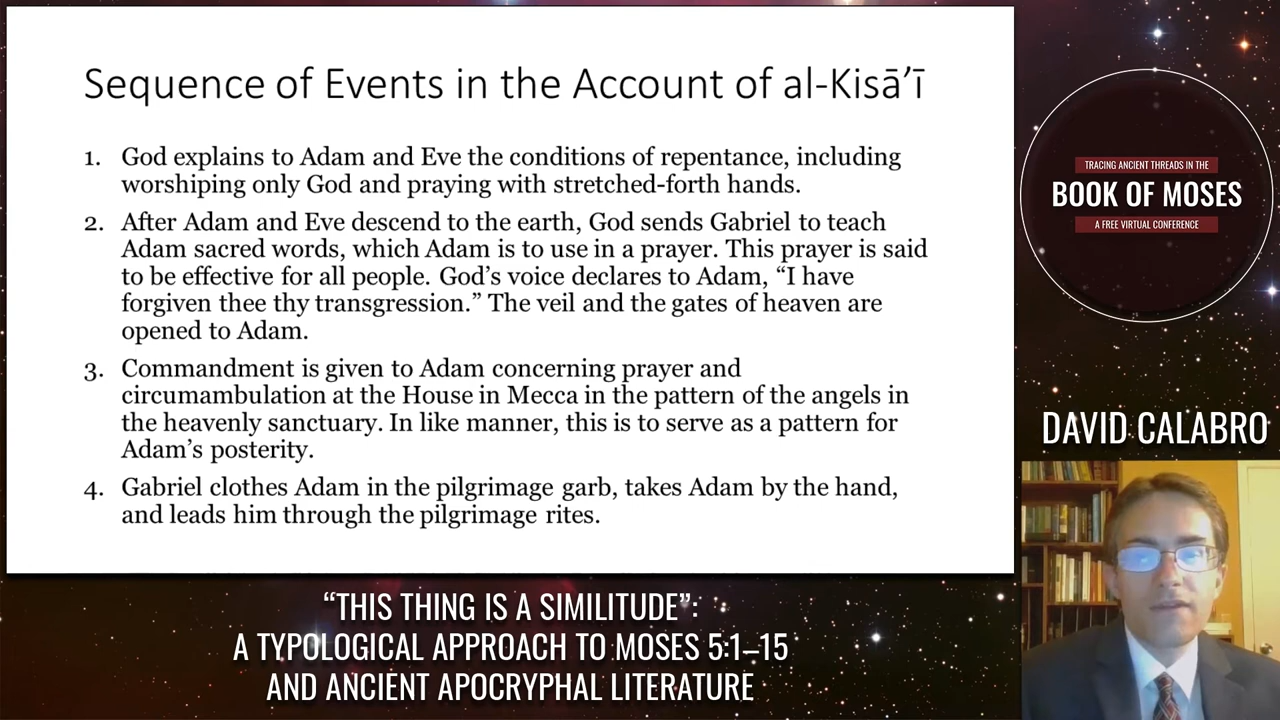 Sequence of Events in the Account of al-Kisā’ī
1. God explains to Adam and Eve the conditions of repentance, including
worshiping only God and praying with stretched-forth hands.
2. After Adam and Eve descend to the earth, God sends Gabriel to teach
Adam sacred words, which Adam is to use in a prayer. This prayer is said
to be effective for all people. God’s voice declares to Adam, “I have
forgiven thee thy transgression.” The veil and the gates of heaven are
opened to Adam.
3. Commandment is given to Adam concerning prayer and
circumambulation at the House in Mecca in the pattern of the angels in
the heavenly sanctuary. In like manner, this is to serve as a pattern for
Adam’s posterity.
4. Gabriel clothes Adam in the pilgrimage garb, takes Adam by the hand,
and leads him through the pilgrimage rites.
TRACING ANCIENT THREADS IN THE
BOOK OF MOSES
A FREE VIRTUAL CONFERENCE
DAVID CALABRO
“THIS THING IS A SIMILITUDE”:
A TYPOLOGICAL APPROACH TO MOSES 5:1–15
AND ANCIENT APOCRYPHAL LITERATURE